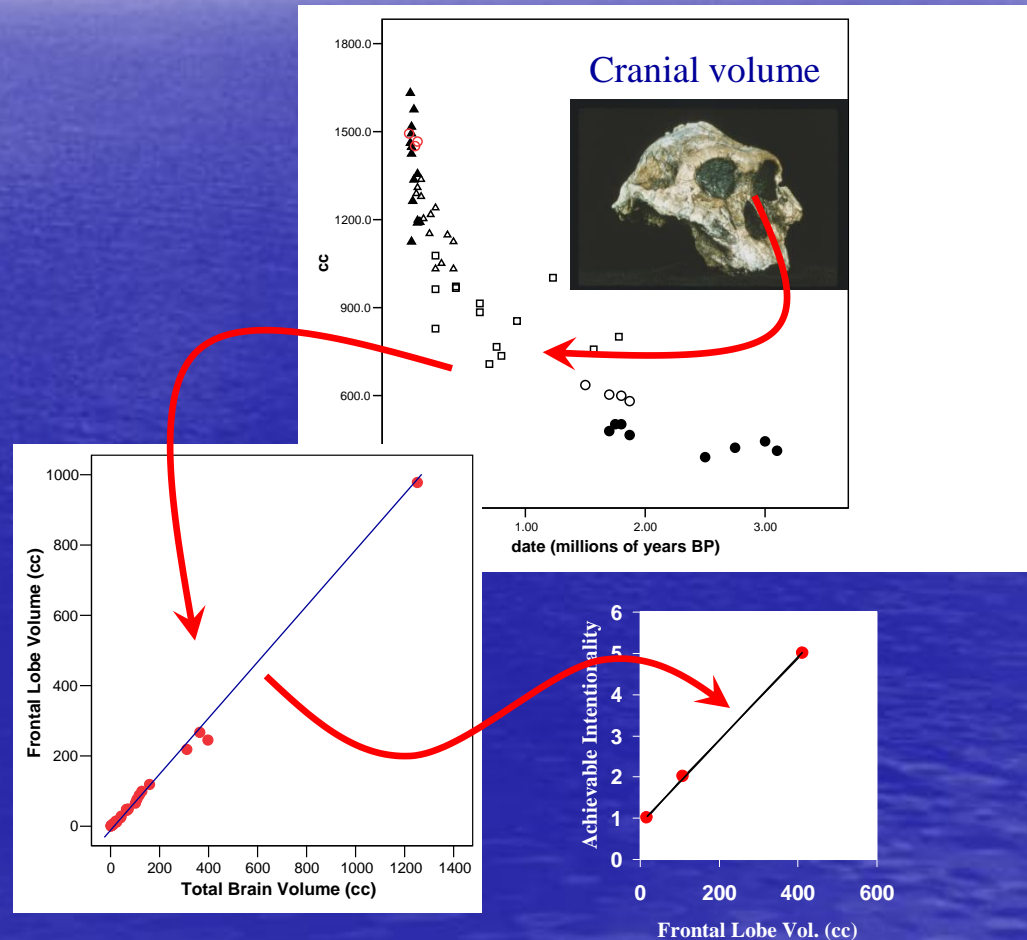 Cranial volume
1800.0
1500.0
1200.0
900.0
600.0
cc
1.00
2.00
3.00
date (millions of years BP)
1000
800
600
400
200
0
Frontal Lobe Volume (cc)
0 200 400 600 800 1000 1200 1400
Total Brain Volume (cc)
6
5
4
3
2
1
0
Achievable Intentionality
0 200 400 600
Frontal Lobe Vol. (cc)